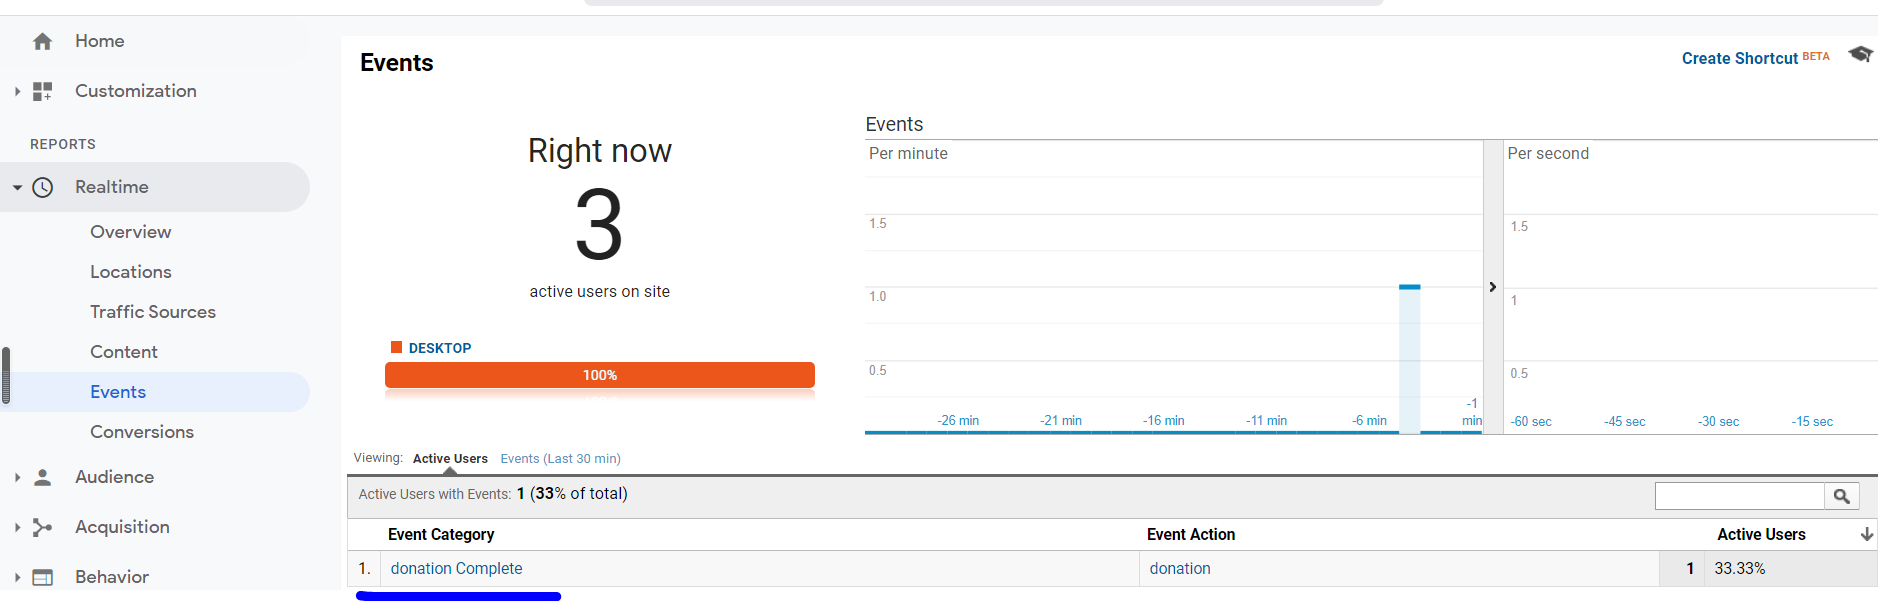 Home
Customization
REPORTS
Realtime
Overview
Locations
Traffic Sources
Content
Events
Conversions
Audience
Acquisition
Behavior
Events
Create Shortcut BETA
Right now
3
active users on site
DESKTOP
100%
Events
Per minute
1.5
1.0
0.5
-26 min -21 min -16 min -11 min -6 min -1 min
Per second
1.5
1
0.5
-60 sec -45 sec -30 sec -15 sec
Viewing: Active Users Events (Last 30 min)
Active Users with Events: 1 (33% of total)
Event Category Event Action Active Users
1. donation Complete donation 1 33.33%